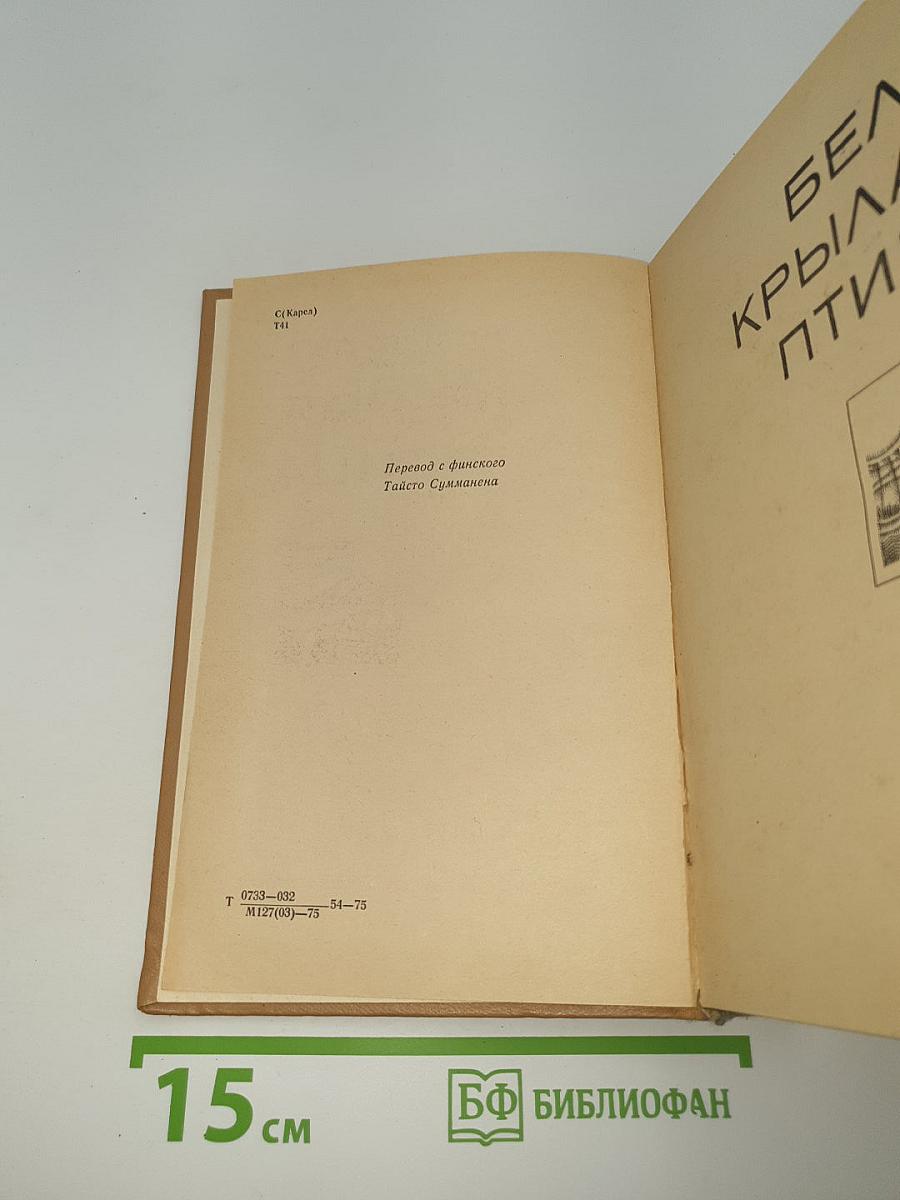 С(Карел)
Т41
Перевод с финского
Тайсто Сумманена
Т 0733—032
М127(03)—75 54—75
БЕЛ
КРЫЛА
ПТИ
15 см
БФ БИБЛИОФАН